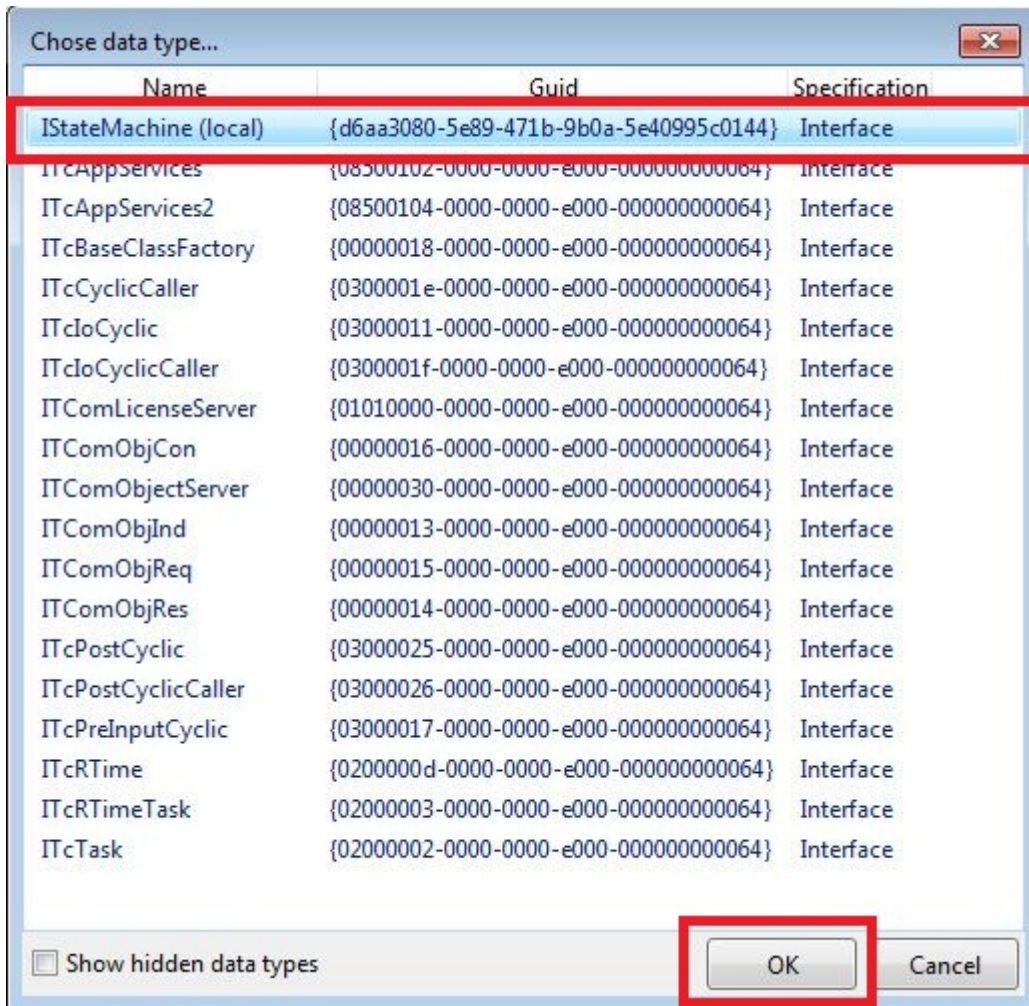 Chose data type...
Name Guid Specification
IStateMachine (local) {d6aa3080-5e89-471b-9b0a-5e40995c0144} Interface
ITcAppServices {08500102-0000-0000-e000-000000000064} Interface
ITcAppServices2 {08500104-0000-0000-e000-000000000064} Interface
ITcBaseClassFactory {00000018-0000-0000-e000-000000000064} Interface
ITcCyclicCaller {0300001e-0000-0000-e000-000000000064} Interface
ITcIoCyclic {03000011-0000-0000-e000-000000000064} Interface
ITcIoCyclicCaller {0300001f-0000-0000-e000-000000000064} Interface
ITComLicenseServer {01010000-0000-0000-e000-000000000064} Interface
ITComObjCon {00000016-0000-0000-e000-000000000064} Interface
ITComObjectServer {00000030-0000-0000-e000-000000000064} Interface
ITComObjInd {00000013-0000-0000-e000-000000000064} Interface
ITComObjReq {00000015-0000-0000-e000-000000000064} Interface
ITComObjRes {00000014-0000-0000-e000-000000000064} Interface
ITcPostCyclic {03000025-0000-0000-e000-000000000064} Interface
ITcPostCyclicCaller {03000026-0000-0000-e000-000000000064} Interface
ITcPreInputCyclic {03000017-0000-0000-e000-000000000064} Interface
ITcRTime {0200000d-0000-0000-e000-000000000064} Interface
ITcRTimeTask {02000003-0000-0000-e000-000000000064} Interface
ITcTask {02000002-0000-0000-e000-000000000064} Interface
Show hidden data types OK Cancel